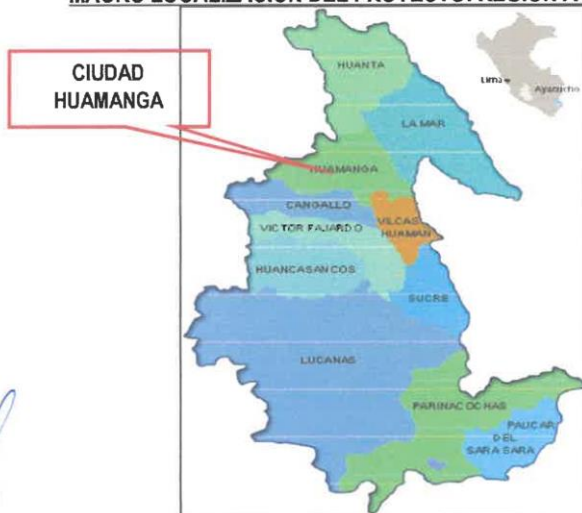 CIUDAD
HUAMANGA
HUANTA
Lima
Ayacucho
LA MAR
HUAMANGA
CANGALLO
VICTOR FAJARDO
VILCAS
HUAMAN
HUANCASANCOS
SUCRE
LUCANAS
PARINACOCHAS
PAUCAR
DEL
SARA SARA